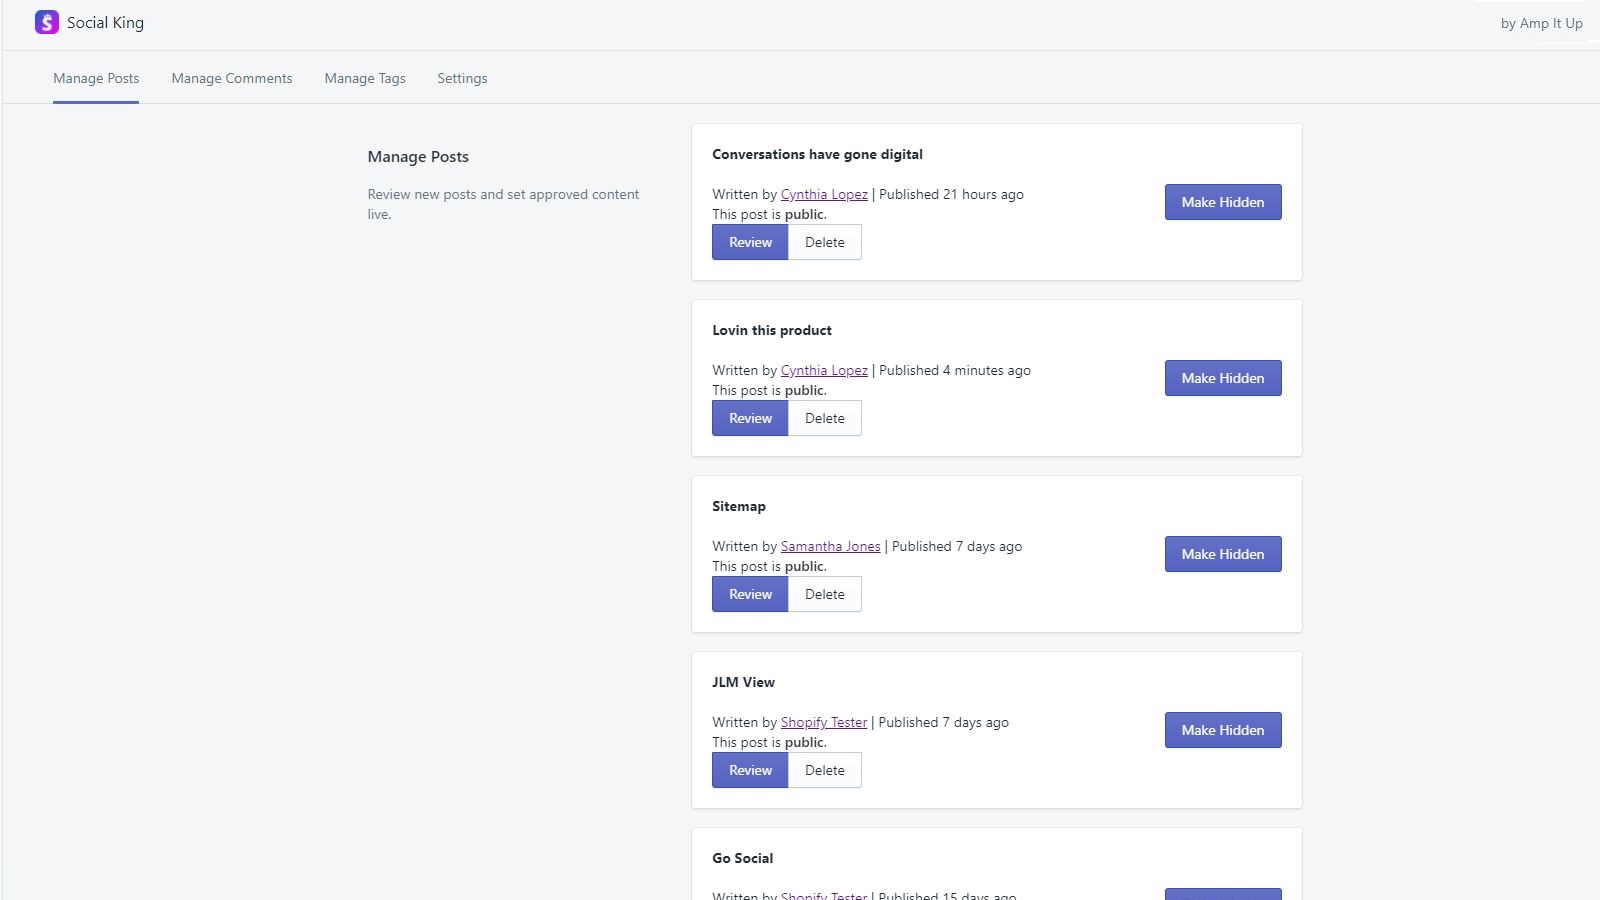 Social King
by Amp It Up
Manage Posts
Manage Comments
Manage Tags
Settings
Manage Posts
Review new posts and set approved content
live.
Conversations have gone digital
Written by Cynthia Lopez | Published 21 hours ago
This post is public.
Make Hidden
Review
Delete
Lovin this product
Written by Cynthia Lopez | Published 4 minutes ago
This post is public.
Make Hidden
Review
Delete
Sitemap
Written by Samantha Jones | Published 7 days ago
This post is public.
Make Hidden
Review
Delete
JLM View
Written by Shopify Tester | Published 7 days ago
This post is public.
Make Hidden
Review
Delete
Go Social
Written by Shopify Tester | Published 15 days ago